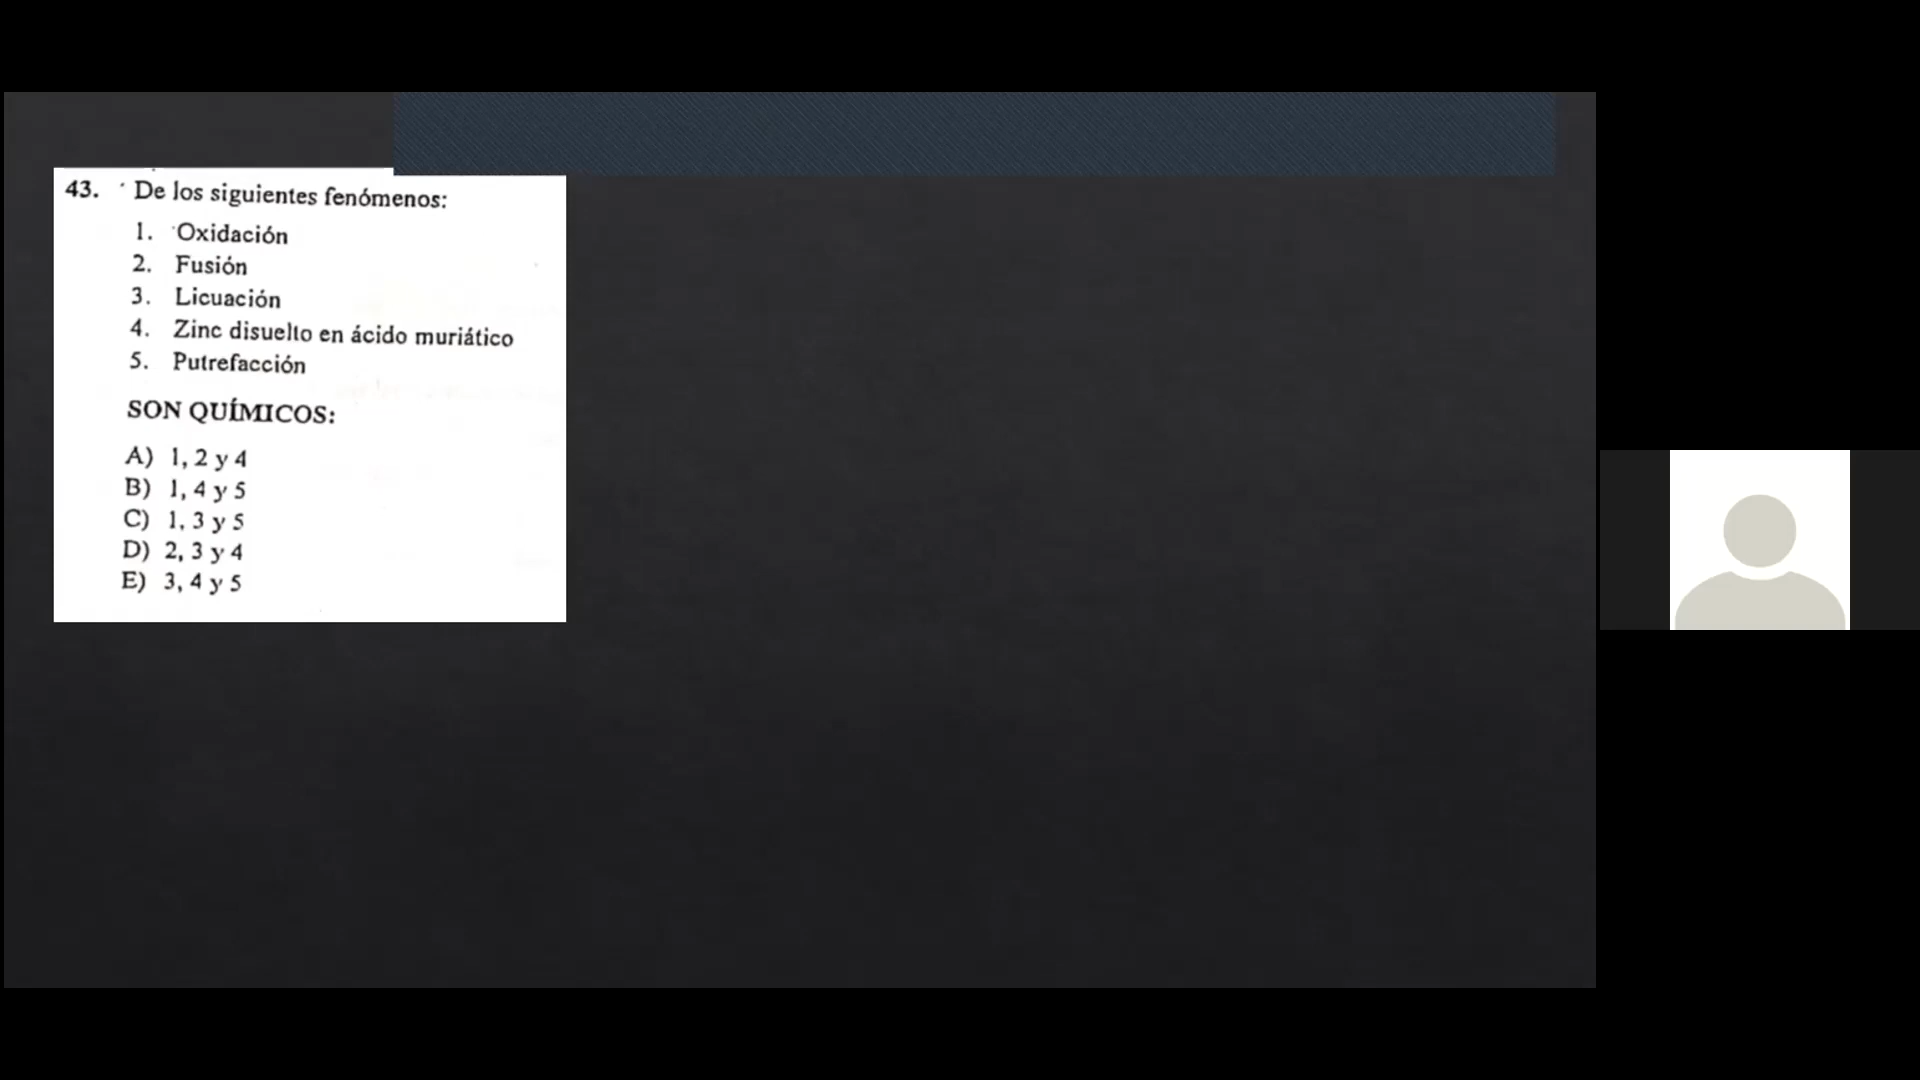 43. De los siguientes fenómenos:
1. Oxidación
2. Fusión
3. Licuación
4. Zinc disuelto en ácido muriático
5. Putrefacción
SON QUÍMICOS:
A) 1, 2 y 4
B) 1, 4 y 5
C) 1, 3 y 5
D) 2, 3 y 4
E) 3, 4 y 5